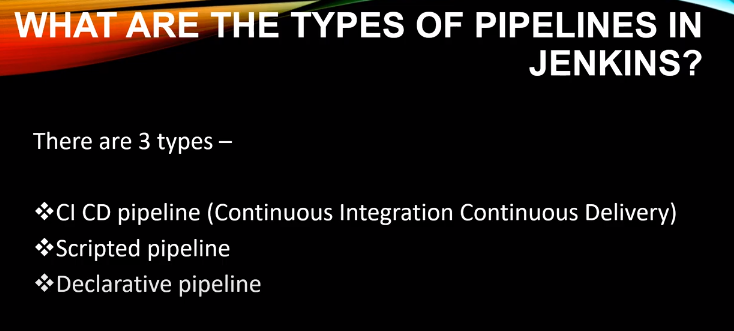 WHAT ARE THE TYPES OF PIPELINES IN
JENKINS?
There are 3 types –
❖CI CD pipeline (Continuous Integration Continuous Delivery)
❖Scripted pipeline
❖Declarative pipeline